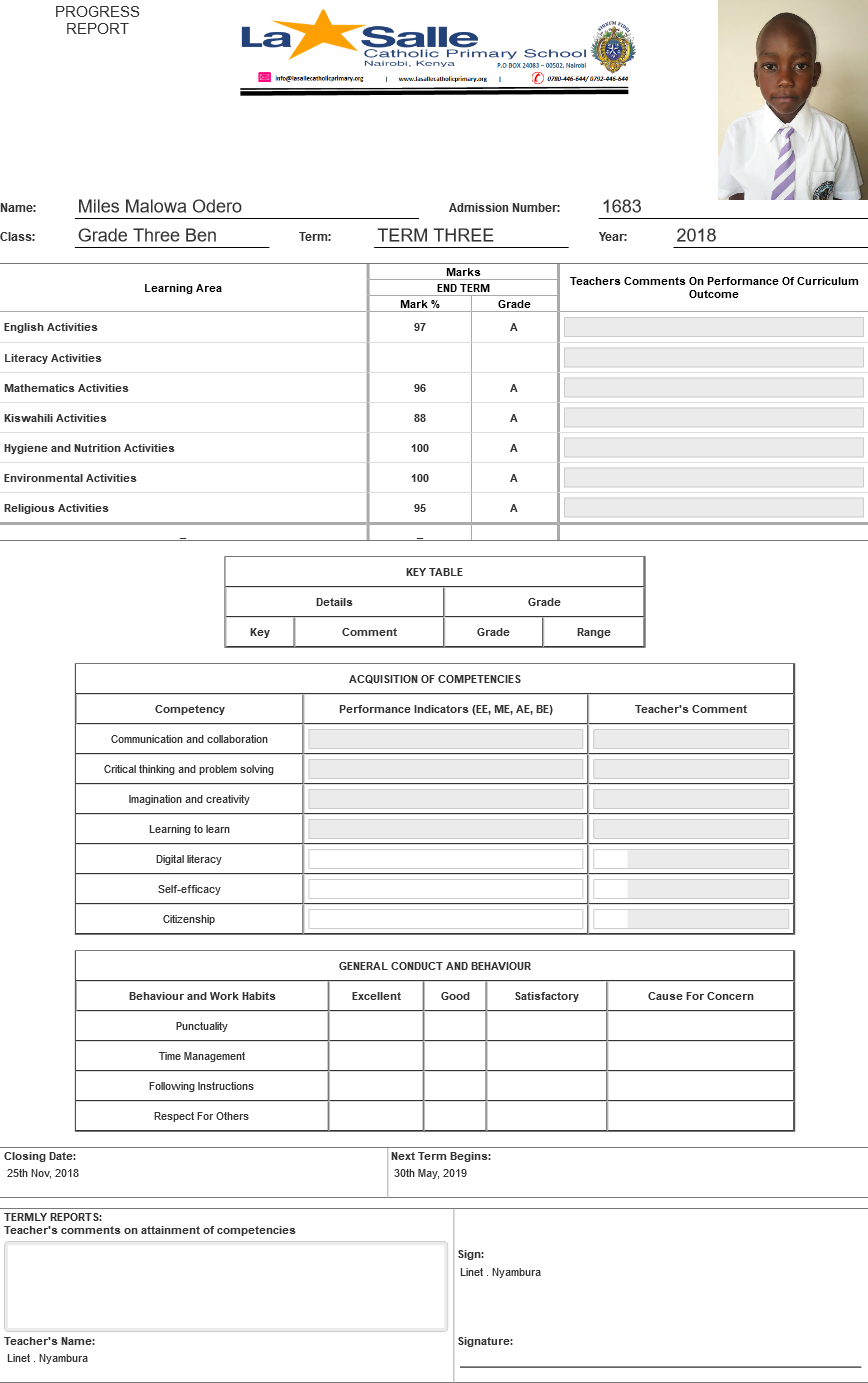 PROGRESS
REPORT
La Salle
Catholic Primary School
Nairobi, Kenya
P.O BOX 24083 – 00502, Nairobi
info@lasallecatholicprimary.org | www.lasallecatholicprimary.org | 0780-446-644/ 0792-446-644
Name: Miles Malowa Odero Admission Number: 1683
Class: Grade Three Ben Term: TERM THREE Year: 2018
Learning Area Marks Teachers Comments On Performance Of Curriculum Outcome
END TERM
Mark % Grade
English Activities 97 A
Literacy Activities
Mathematics Activities 96 A
Kiswahili Activities 88 A
Hygiene and Nutrition Activities 100 A
Environmental Activities 100 A
Religious Activities 95 A
_ _
KEY TABLE
Details Grade
Key Comment Grade Range
ACQUISITION OF COMPETENCIES
Competency Performance Indicators (EE, ME, AE, BE) Teacher's Comment
Communication and collaboration
Critical thinking and problem solving
Imagination and creativity
Learning to learn
Digital literacy
Self-efficacy
Citizenship
GENERAL CONDUCT AND BEHAVIOUR
Behaviour and Work Habits Excellent Good Satisfactory Cause For Concern
Punctuality
Time Management
Following Instructions
Respect For Others
Closing Date: Next Term Begins:
25th Nov, 2018 30th May, 2019
TERMLY REPORTS:
Teacher's comments on attainment of competencies
Sign:
Linet . Nyambura
Teacher's Name: Signature:
Linet . Nyambura